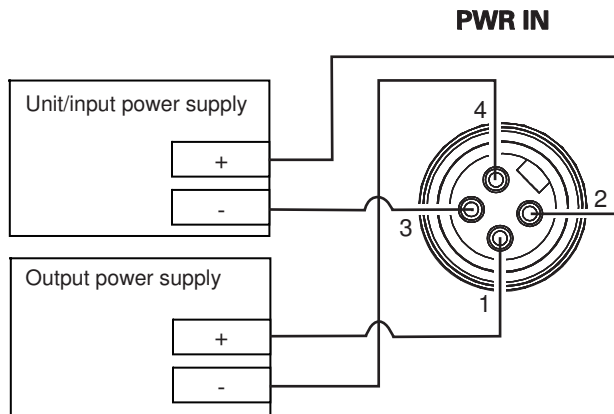 PWR IN
Unit/input power supply
+
-
Output power supply
+
-
4
2
3
1